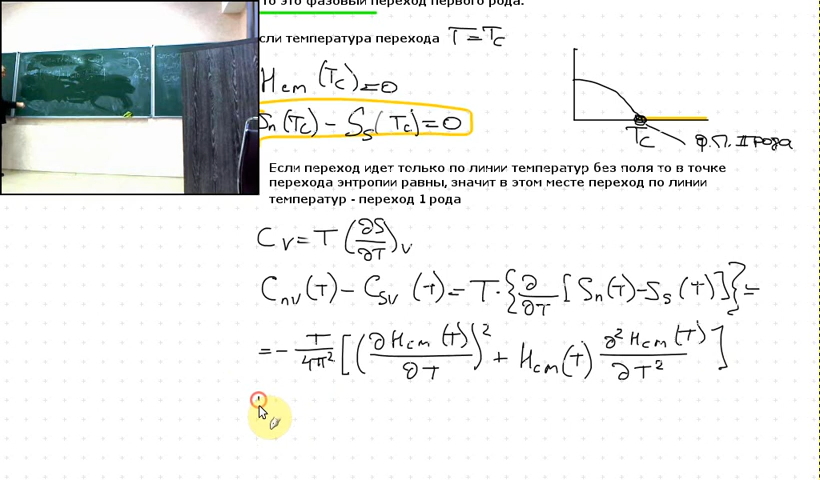 то это фазовый переход первого рода.
сли температура перехода T=Tc
Hcm (Tc)=0
Sn(Tc) - Ss(Tc)=0
Tc
Ф.П. II рода
Если переход идет только по линии температур без поля то в точке
перехода энтропии равны, значит в этом месте переход по линии
температур - переход 1 рода
Cv=T(∂S/∂T)v
Cnv(T) - Csv(T)=T·{∂/∂T[Sn(T)-Ss(T)]}=
=-T/4π²[(∂Hcm(T)/∂T)²+Hcm(T)∂²Hcm(T)/∂T²]